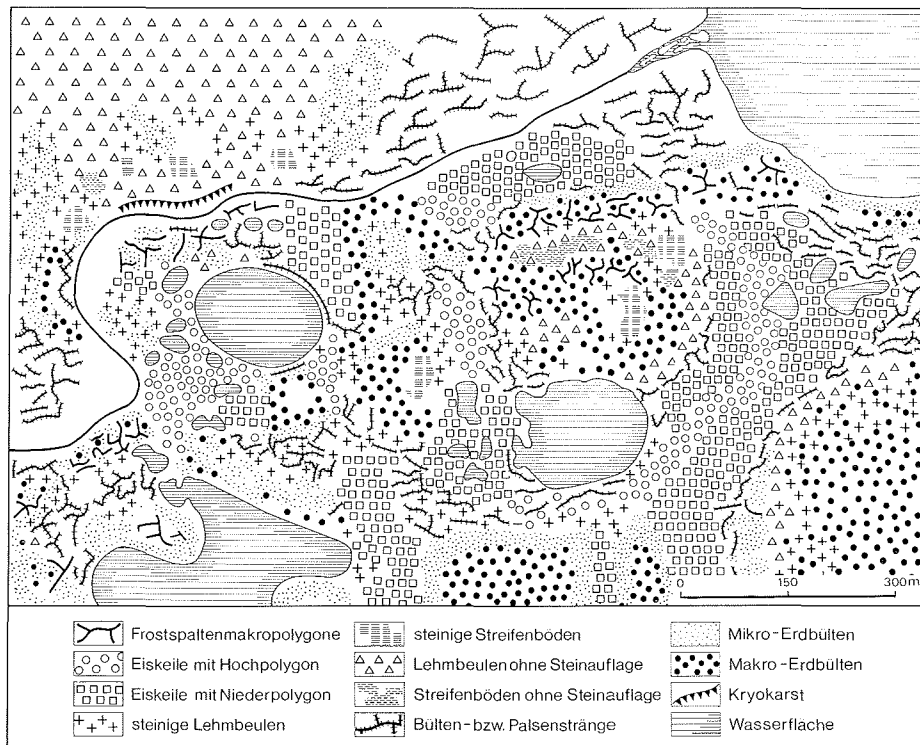 0 150 300m
Frostspaltenmakropolygone
Eiskeile mit Hochpolygon
Eiskeile mit Niederpolygon
steinige Lehmbeulen
steinige Streifenböden
Lehmbeulen ohne Steinauflage
Streifenböden ohne Steinauflage
Bülten- bzw. Palsenstränge
Mikro-Erdbülten
Makro-Erdbülten
Kryokarst
Wasserfläche